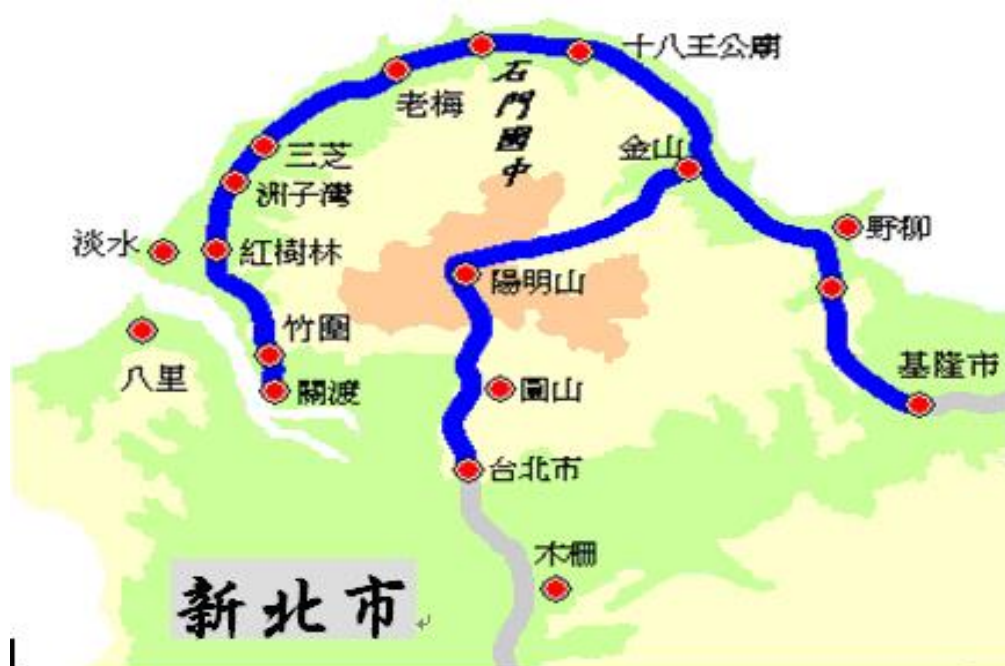 十八王公廟
石門國中
老梅
金山
三芝
洲子灣
野柳
淡水
紅樹林
陽明山
竹圍
八里
關渡
圓山
基隆市
台北市
木柵
新北市